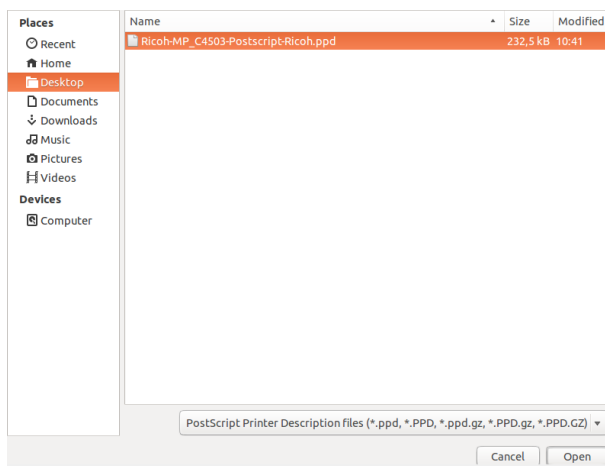 Places
Recent
Home
Desktop
Documents
Downloads
Music
Pictures
Videos
Devices
Computer
Name Size Modified
Ricoh-MP_C4503-Postscript-Ricoh.ppd 232,5 kB 10:41
PostScript Printer Description files (*.ppd, *.PPD, *.ppd.gz, *.PPD.gz, *.PPD.GZ)
Cancel Open